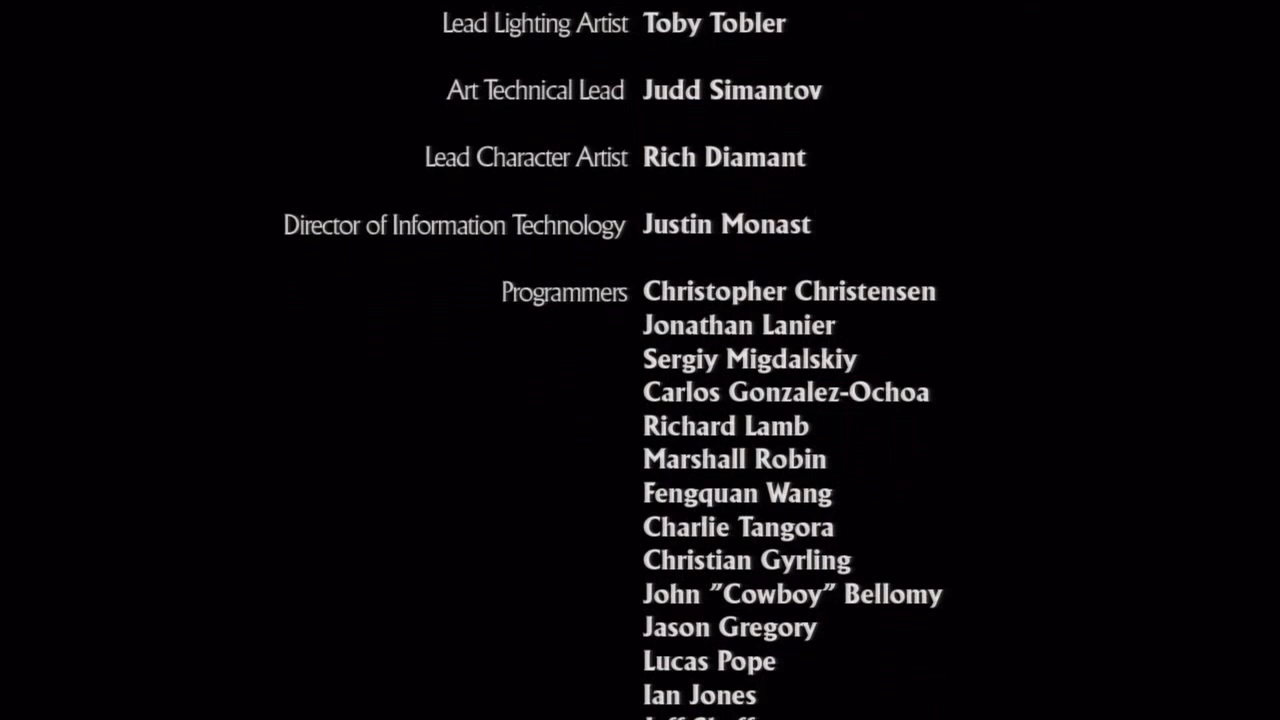 Lead Lighting Artist Toby Tobler
Art Technical Lead Judd Simantov
Lead Character Artist Rich Diamant
Director of Information Technology Justin Monast
Programmers Christopher Christensen
Jonathan Lanier
Sergiy Migdalskiy
Carlos Gonzalez-Ochoa
Richard Lamb
Marshall Robin
Fengquan Wang
Charlie Tangora
Christian Gyrling
John "Cowboy" Bellomy
Jason Gregory
Lucas Pope
Ian Jones